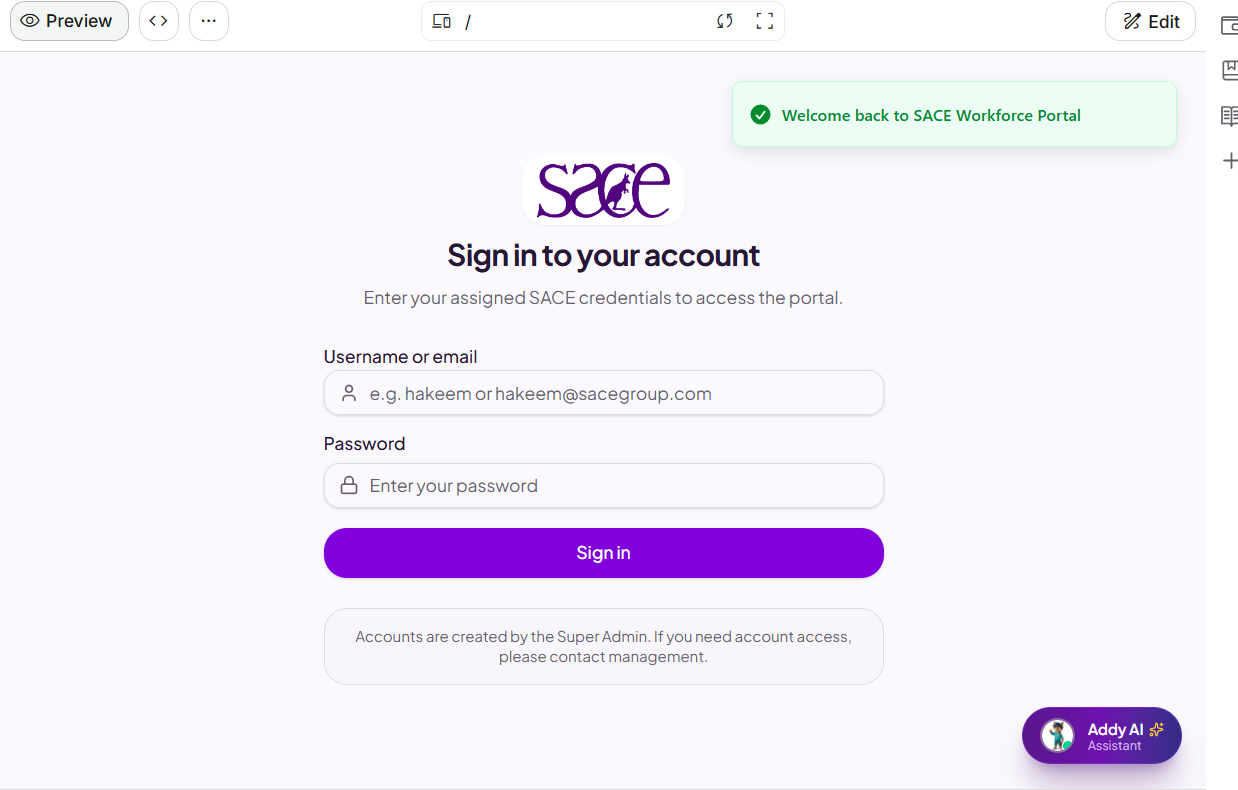 Preview
/
Edit
Welcome back to SACE Workforce Portal
sace
Sign in to your account
Enter your assigned SACE credentials to access the portal.
Username or email
e.g. hakeem or hakeem@sacegroup.com
Password
Enter your password
Sign in
Accounts are created by the Super Admin. If you need account access,
please contact management.
Addy AI
Assistant